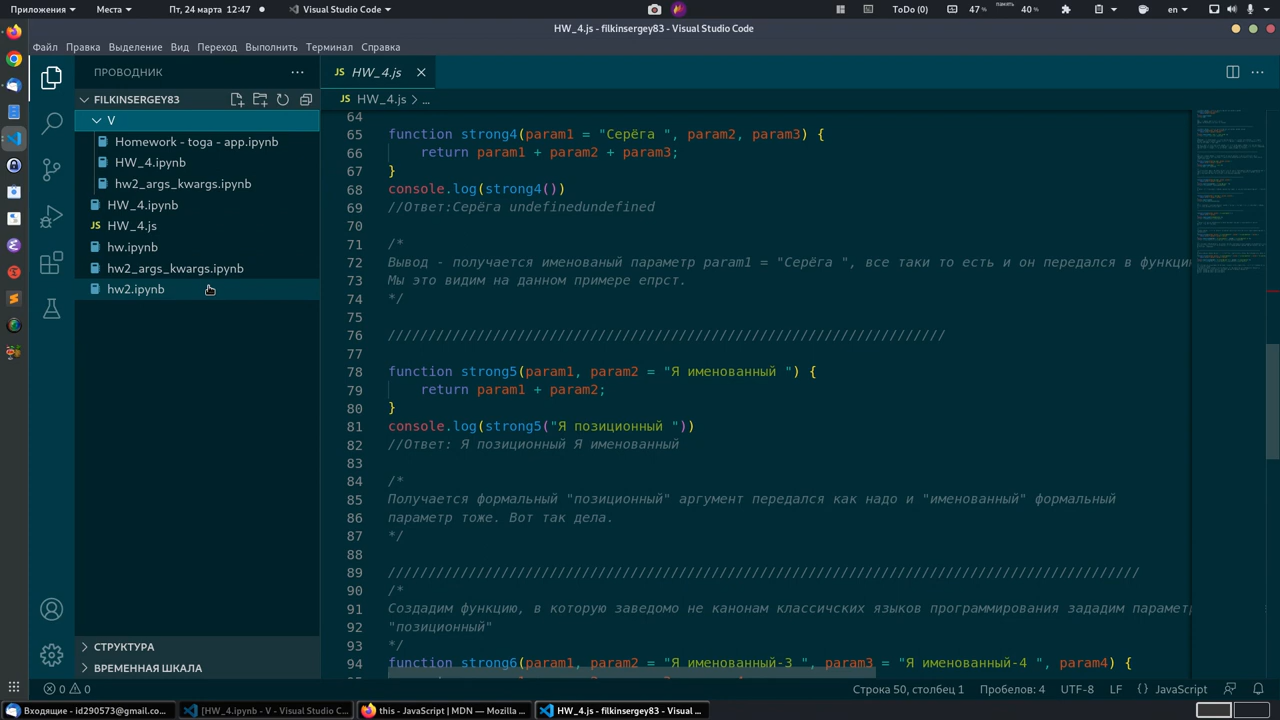 Приложения Места Пт, 24 марта 12:47 Visual Studio Code ToDo (0) 47 % память 40 % en
HW_4.js - filkinsergey83 - Visual Studio Code
Файл Правка Выделение Вид Переход Выполнить Терминал Справка
ПРОВОДНИК
JS HW_4.js
FILKINSERGEY83
JS HW_4.js ...
V
Homework - toga - app.ipynb
HW_4.ipynb
hw2_args_kwargs.ipynb
HW_4.ipynb
JS HW_4.js
hw.ipynb
hw2_args_kwargs.ipynb
hw2.ipynb
СТРУКТУРА
ВРЕМЕННАЯ ШКАЛА
64
65 function strong4(param1 = "Серёга ", param2, param3) {
66 return param1 + param2 + param3;
67 }
68 console.log(strong4())
69 //Ответ:Серёга undefinedundefined
70
71 /*
72 Вывод - получается именованый параметр param1 = "Серёга ", все таки то есть и он передался в функци
73 Мы это видим на данном примере епрст.
74 */
75
76 /////////////////////////////////////////////////////////////////////
77
78 function strong5(param1, param2 = "Я именованный ") {
79 return param1 + param2;
80 }
81 console.log(strong5("Я позиционный "))
82 //Ответ: Я позиционный Я именованный
83
84 /*
85 Получается формальный "позиционный" аргумент передался как надо и "именованный" формальный
86 параметр тоже. Вот так дела.
87 */
88
89 /////////////////////////////////////////////////////////////////////////////////////////////
90 /*
91 Создадим функцию, в которую заведомо не канонам классичских языков программирования зададим парамет
92 "позиционный"
93 */
94 function strong6(param1, param2 = "Я именованный-3 ", param3 = "Я именованный-4 ", param4) {
0 0 Строка 50, столбец 1 Пробелов: 4 UTF-8 LF {} JavaScript
Входящие - id290573@gmail.co... [HW_4.ipynb - V - Visual Studio C... this - JavaScript | MDN — Mozilla ... HW_4.js - filkinsergey83 - Visual ...